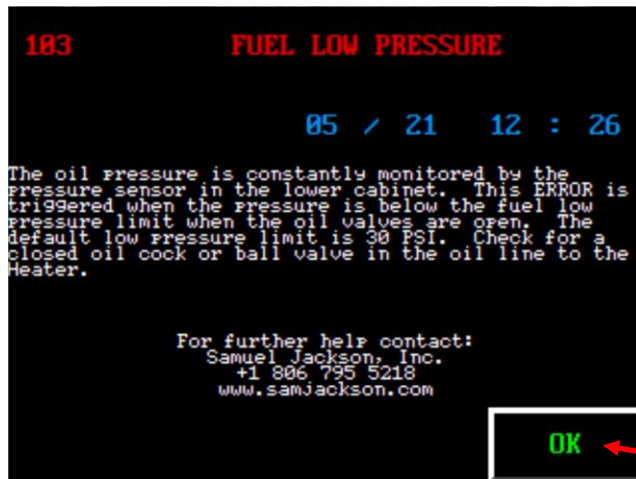 103 FUEL LOW PRESSURE
05 / 21 12 : 26
The oil pressure is constantly monitored by the
pressure sensor in the lower cabinet. This ERROR is
triggered when the pressure is below the fuel low
pressure limit when the oil valves are open. The
default low pressure limit is 30 PSI. Check for a
closed oil cock or ball valve in the oil line to the
Heater.
For further help contact:
Samuel Jackson, Inc.
+1 806 795 5218
www.samjackson.com
OK